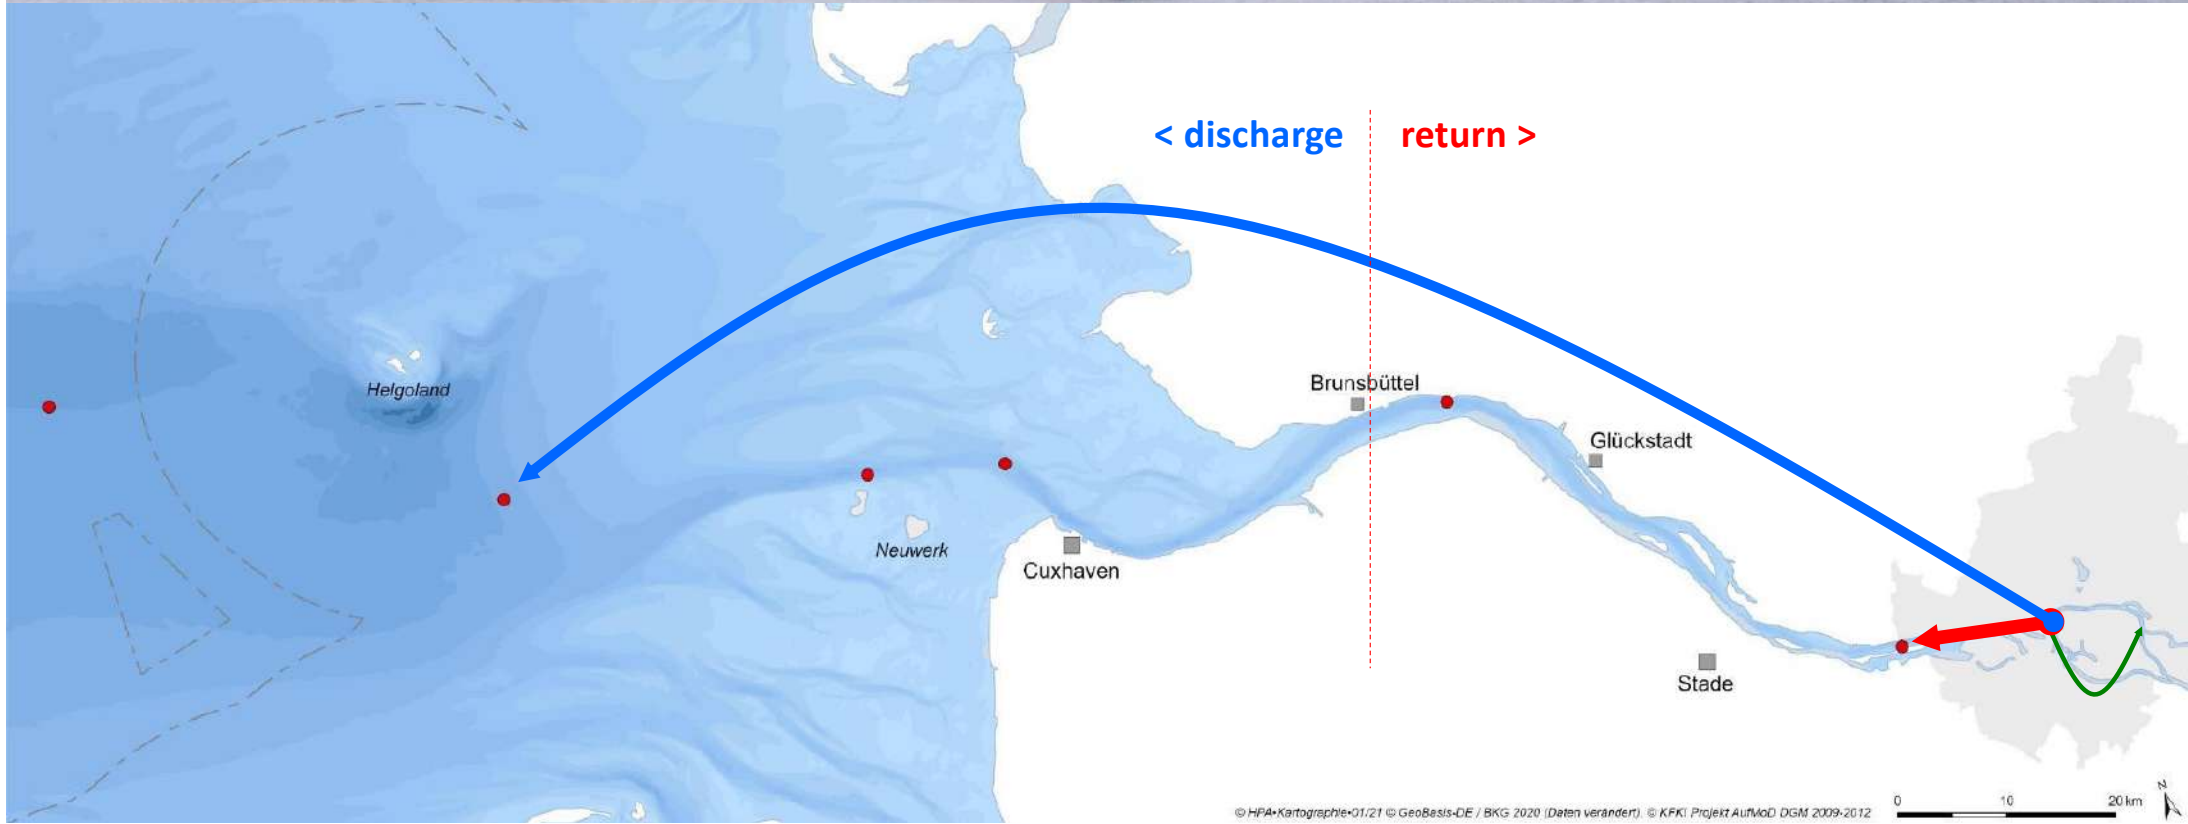 < discharge
return >
Helgoland
Brunsbüttel
Glückstadt
Neuwerk
Cuxhaven
Stade
N
0 10 20 km
© HPA•Kartographie•01/21 © GeoBasis-DE / BKG 2020 (Daten verändert), © KFKI Projekt AufMoD DGM 2009-2012